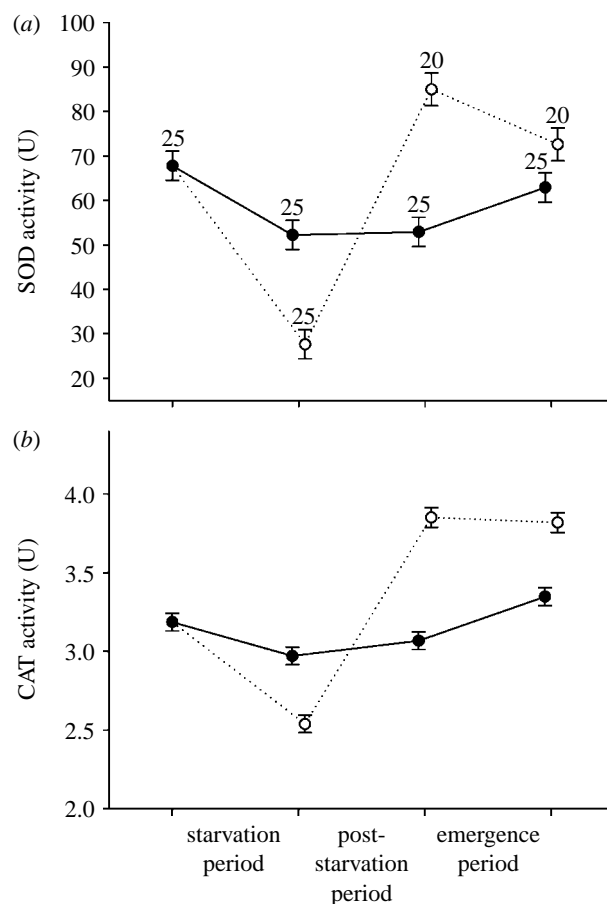 (a)
SOD activity (U)
100
90
80
70
60
50
40
30
20
25
25
25
25
25
20
20
(b)
CAT activity (U)
4.0
3.5
3.0
2.5
2.0
starvation
period
post-
starvation
period
emergence
period